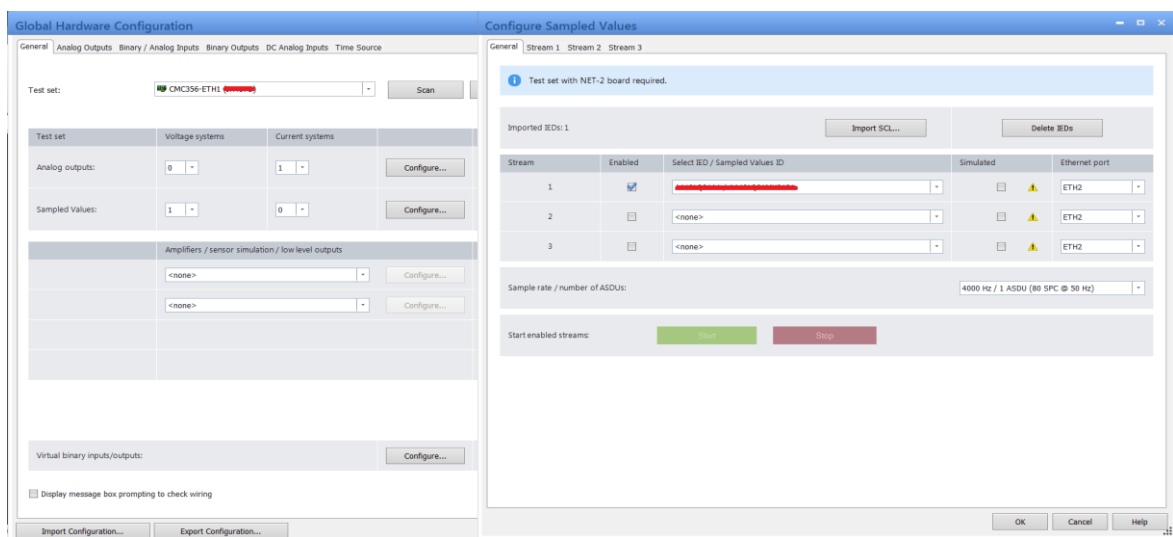 Global Hardware Configuration
General Analog Outputs Binary / Analog Inputs Binary Outputs DC Analog Inputs Time Source
Test set: CMC356-ETH1 Scan
Test set Voltage systems Current systems
Analog outputs: 0 1 Configure...
Sampled Values: 1 0 Configure...
Amplifiers / sensor simulation / low level outputs
<none> Configure...
<none> Configure...
Virtual binary inputs/outputs: Configure...
Display message box prompting to check wiring
Import Configuration... Export Configuration...
Configure Sampled Values
General Stream 1 Stream 2 Stream 3
Test set with NET-2 board required.
Imported IEDs: 1 Import SCL... Delete IEDs
Stream Enabled Select IED / Sampled Values ID Simulated Ethernet port
1 ETH2
2 <none> ETH2
3 <none> ETH2
Sample rate / number of ASDUs: 4000 Hz / 1 ASDU (80 SPC @ 50 Hz)
Start enabled streams: Start Stop
OK Cancel Help